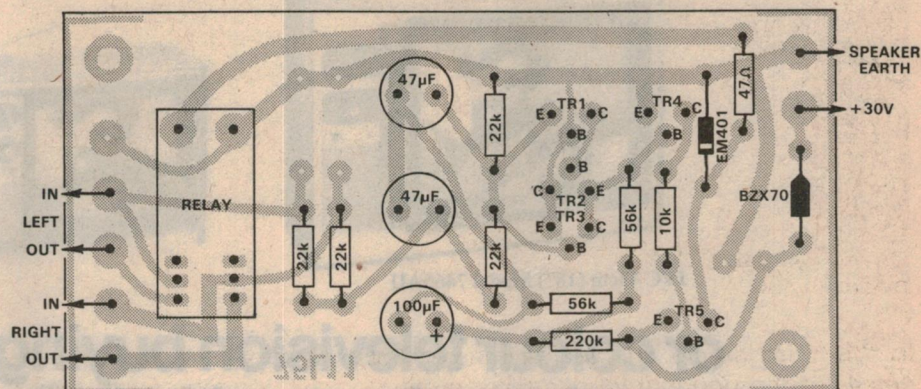 SPEAKER
EARTH
+30V
IN
LEFT
OUT
IN
RIGHT
OUT
RELAY
47µF
47µF
100µF
+
22k
22k
22k
22k
TR1
E
C
B
B
C
TR2
E
TR3
E
C
B
TR4
E
C
B
EM401
47Ω
BZX70
56k
10k
56k
220k
TR5
E
C
B
75L11